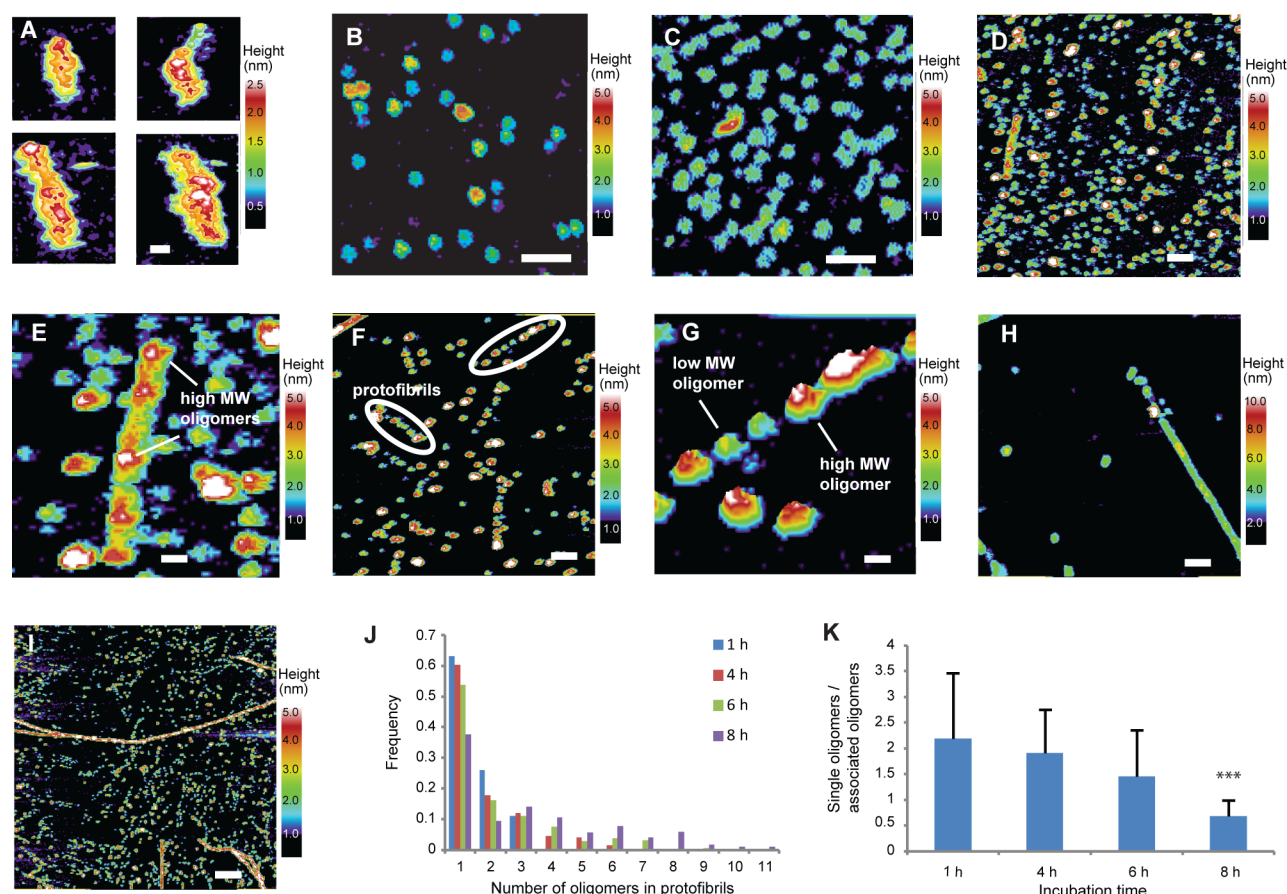 A
Height
(nm)
2.5
2.0
1.5
1.0
0.5
B
Height
(nm)
5.0
4.0
3.0
2.0
1.0
C
Height
(nm)
5.0
4.0
3.0
2.0
1.0
D
Height
(nm)
5.0
4.0
3.0
2.0
1.0
E
high MW
oligomers
Height
(nm)
5.0
4.0
3.0
2.0
1.0
F
protofibrils
Height
(nm)
5.0
4.0
3.0
2.0
1.0
G
low MW
oligomer
high MW
oligomer
Height
(nm)
5.0
4.0
3.0
2.0
1.0
H
Height
(nm)
10.0
8.0
6.0
4.0
2.0
I
Height
(nm)
5.0
4.0
3.0
2.0
1.0
J
Frequency
0.7
0.6
0.5
0.4
0.3
0.2
0.1
0
1 2 3 4 5 6 7 8 9 10 11
Number of oligomers in protofibrils
1 h
4 h
6 h
8 h
K
Single oligomers /
associated oligomers
4
3.5
3
2.5
2
1.5
1
0.5
0
***
1 h 4 h 6 h 8 h
Incubation time